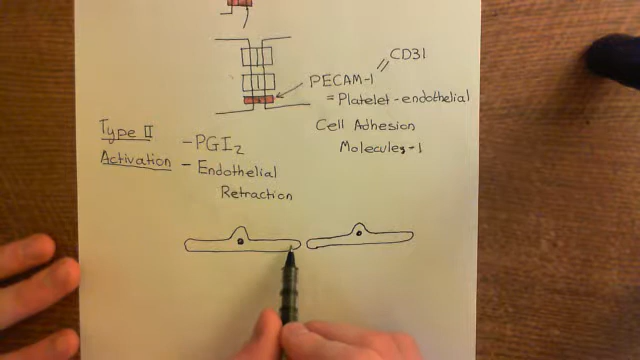 CD31
PECAM-1
= Platelet-endothelial
Cell Adhesion
Molecules-1
Type II
Activation
-PGI2
- Endothelial
Retraction